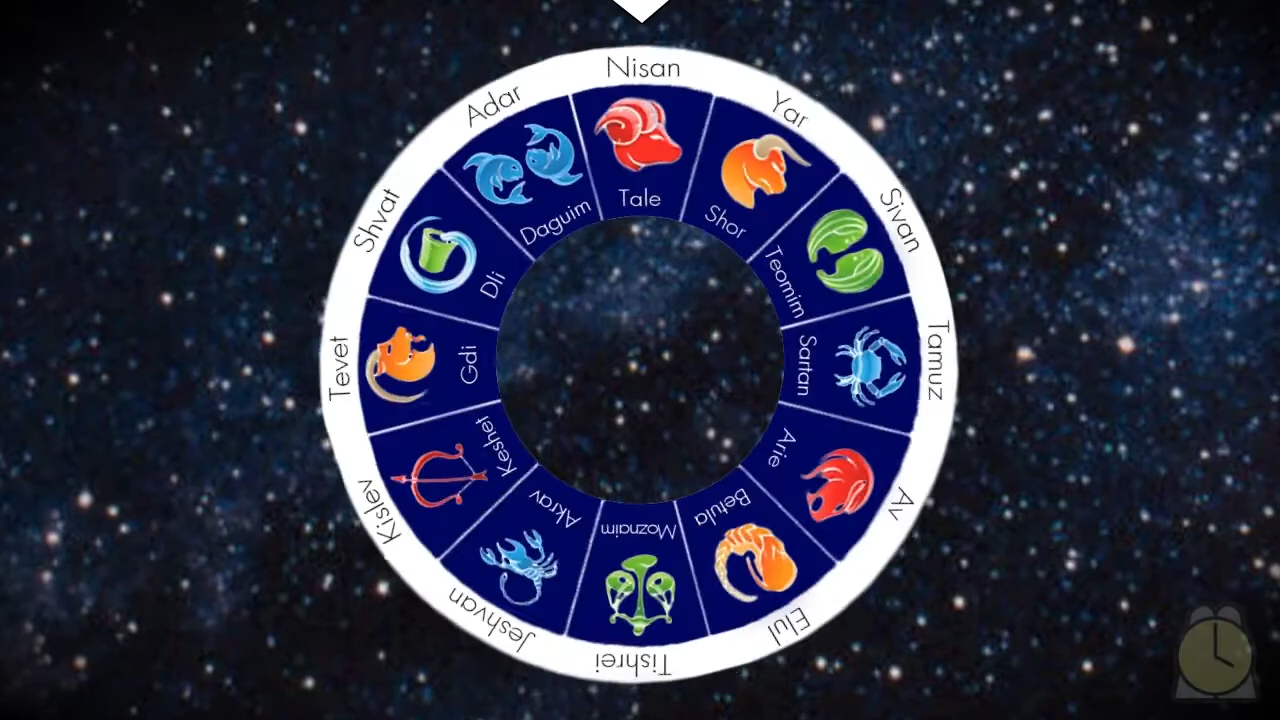 Nisan
Yar
Sivan
Tamuz
Av
Elul
Tishrei
Jeshvan
Kislev
Tevet
Shvat
Adar
Tale
Shor
Teomim
Sartan
Arie
Betula
Moznaim
Akrav
Keshet
Gdi
Dli
Daguim